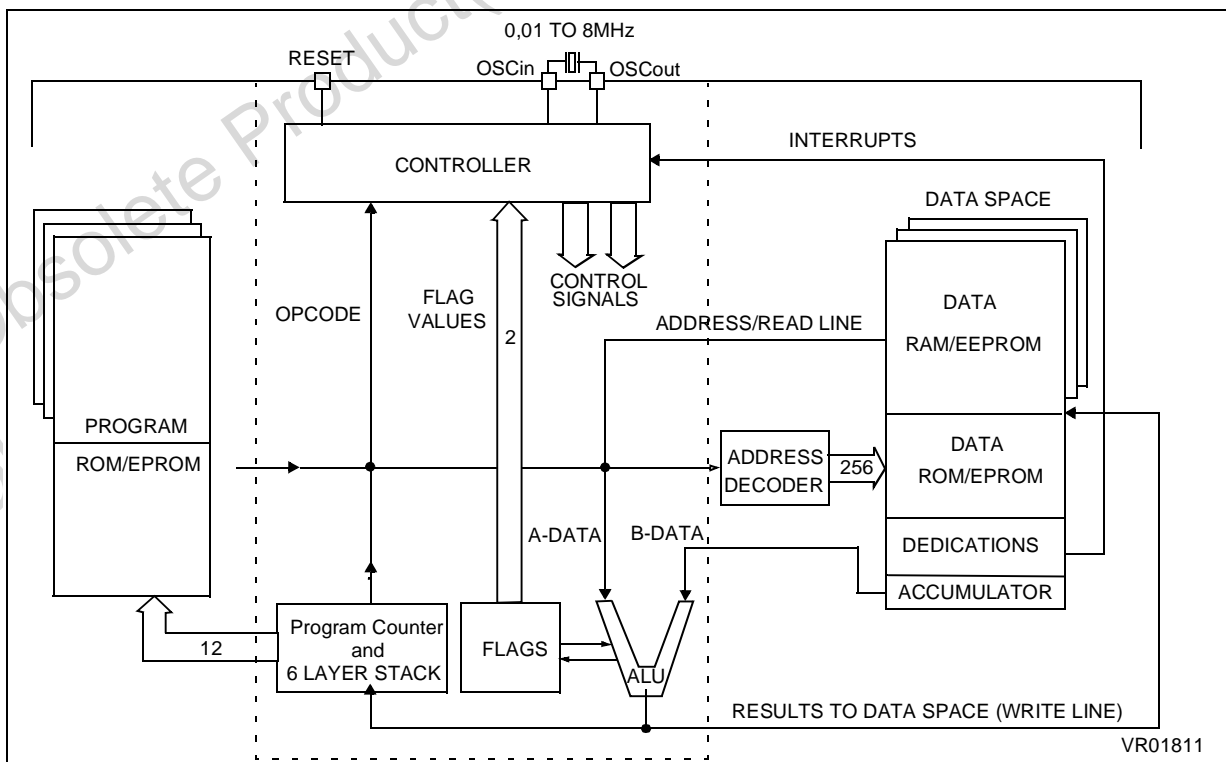 Obsolete Product(
0,01 TO 8MHz
RESET
OSCin
OSCout
INTERRUPTS
CONTROLLER
DATA SPACE
CONTROL
SIGNALS
FLAG
VALUES
OPCODE
2
ADDRESS/READ LINE
DATA
RAM/EEPROM
PROGRAM
ROM/EPROM
ADDRESS
DECODER
256
DATA
ROM/EPROM
A-DATA
B-DATA
DEDICATIONS
ACCUMULATOR
Program Counter
and
6 LAYER STACK
12
FLAGS
ALU
RESULTS TO DATA SPACE (WRITE LINE)
VR01811